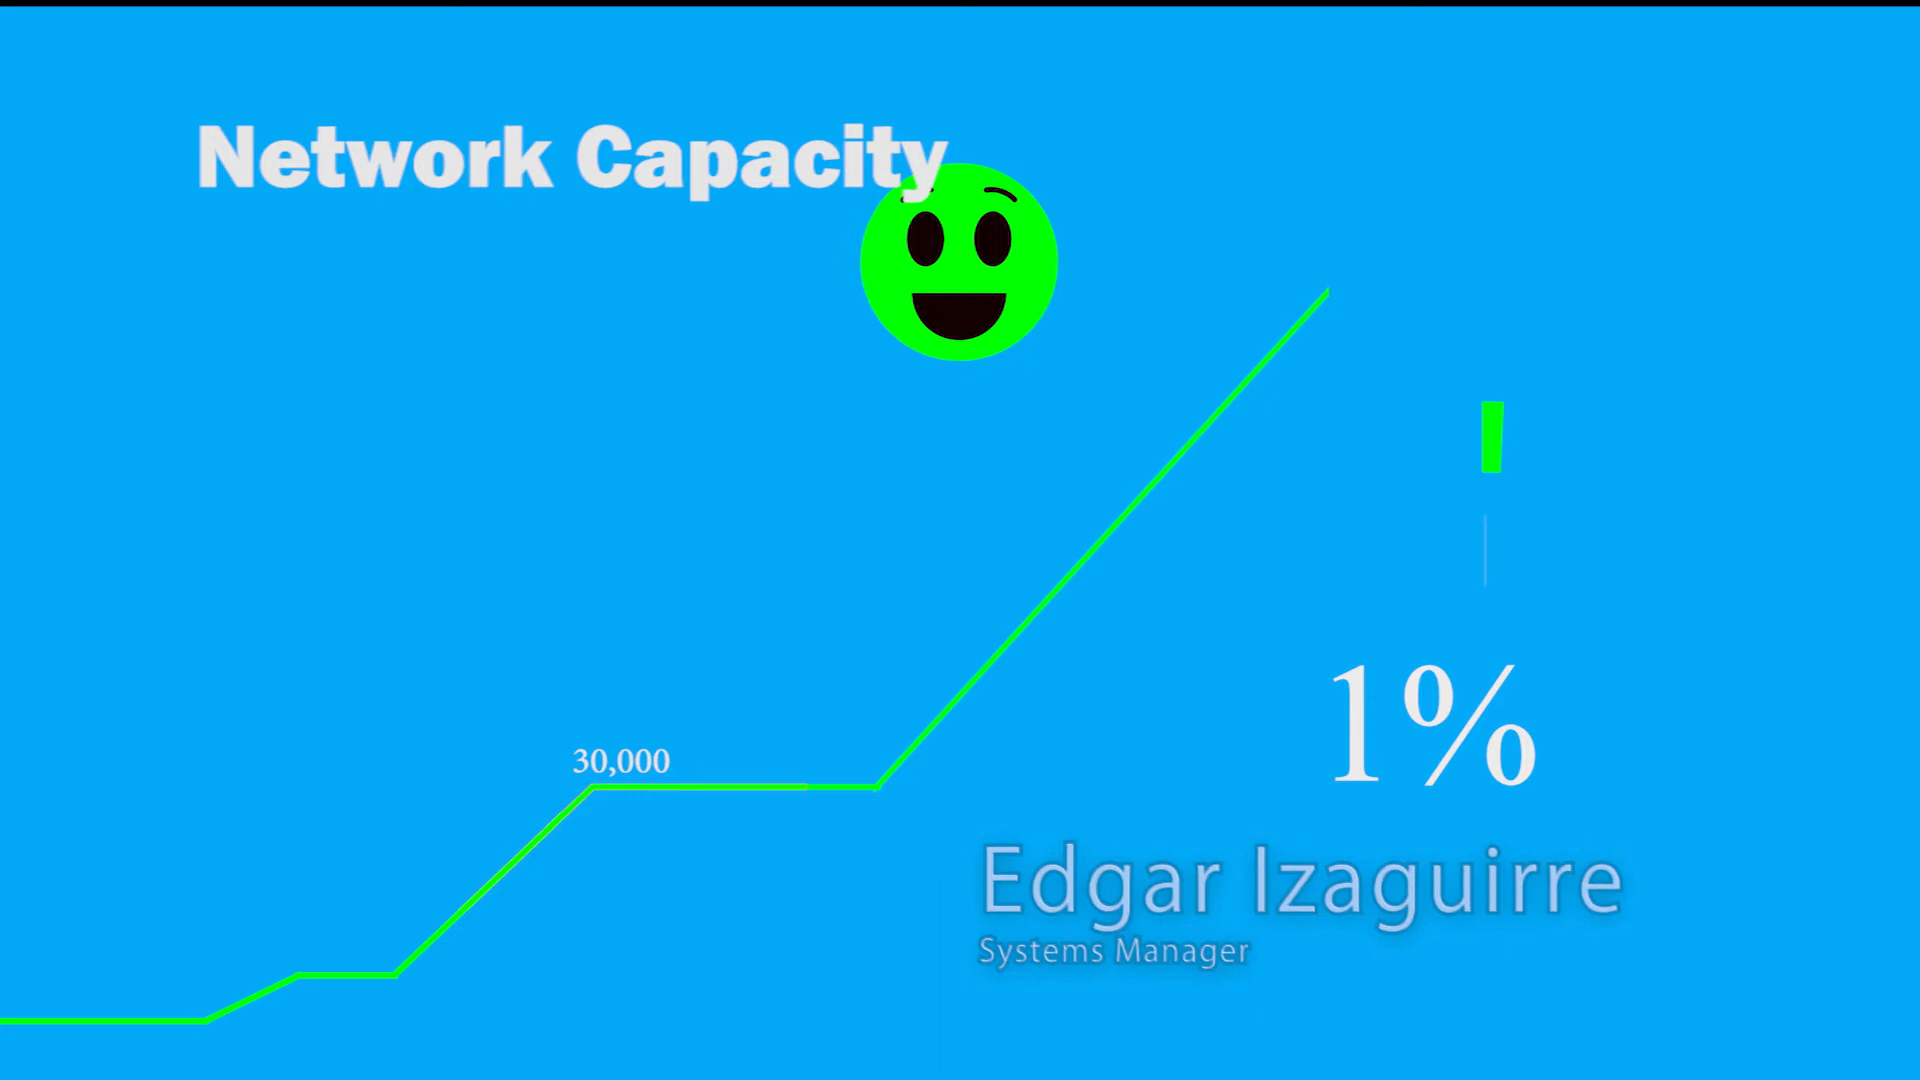 Network Capacity
30,000
1%
Edgar Izaguirre
Systems Manager